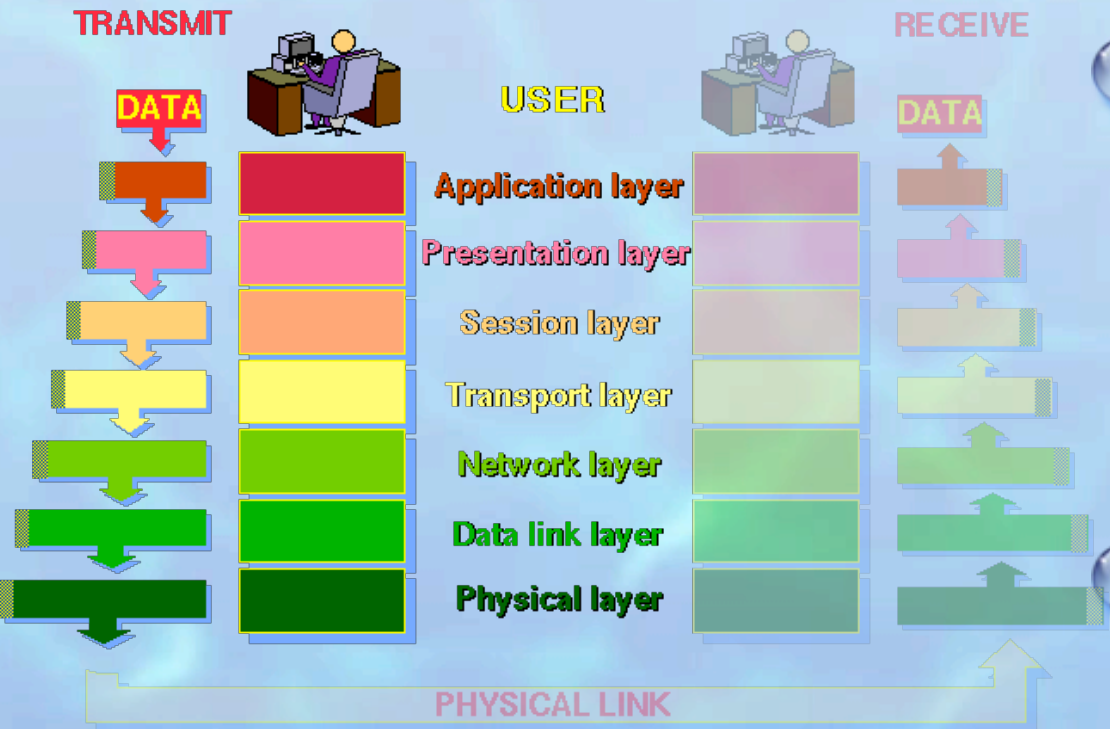 TRANSMIT
RECEIVE
DATA
USER
DATA
Application layer
Presentation layer
Session layer
Transport layer
Network layer
Data link layer
Physical layer
PHYSICAL LINK